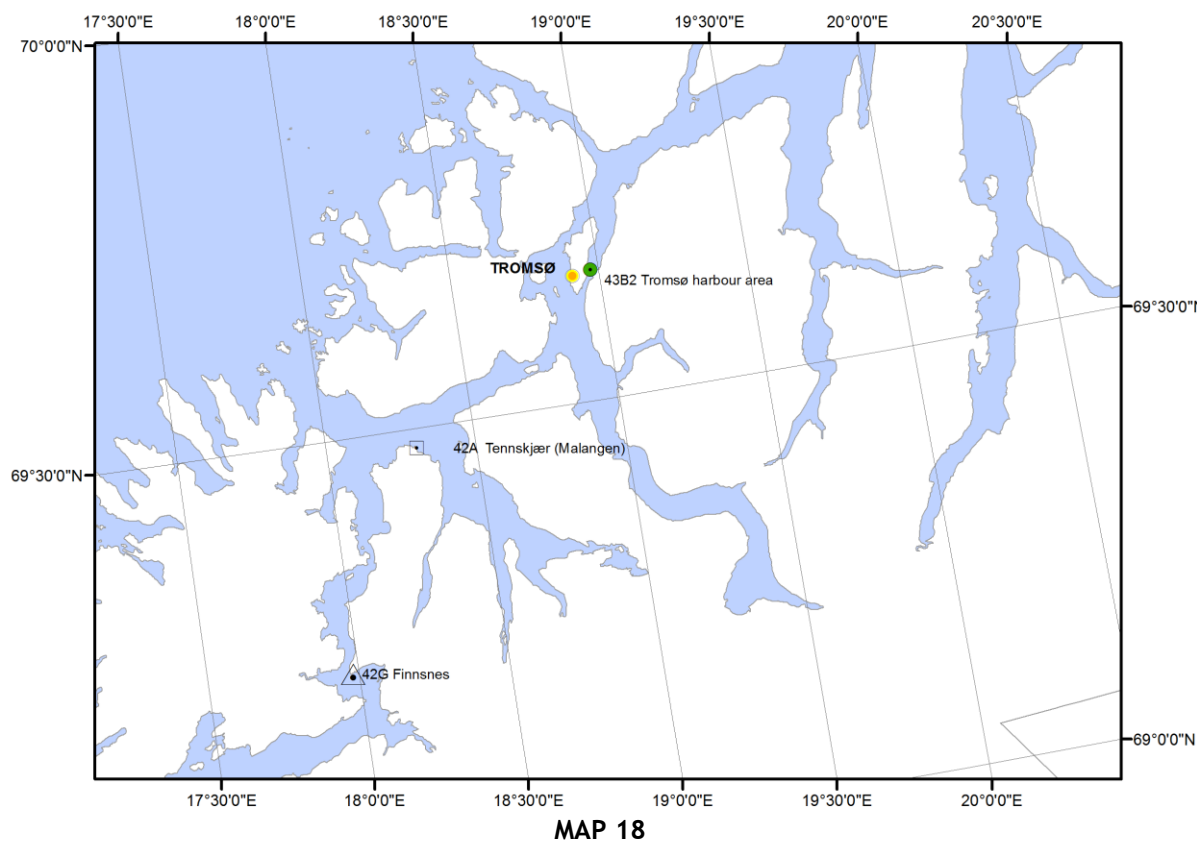 17°30'0"E 18°0'0"E 18°30'0"E 19°0'0"E 19°30'0"E 20°0'0"E 20°30'0"E
70°0'0"N
TROMSØ
43B2 Tromsø harbour area
69°30'0"N
42A Tennskjær (Malangen)
69°30'0"N
42G Finnsnes
69°0'0"N
17°30'0"E 18°0'0"E 18°30'0"E 19°0'0"E 19°30'0"E 20°0'0"E
MAP 18